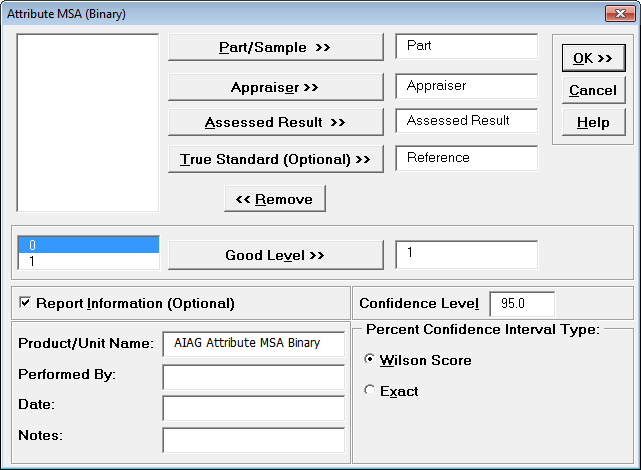 Attribute MSA (Binary)
Part/Sample >> Part
OK >>
Appraiser >> Appraiser
Cancel
Assessed Result >> Assessed Result
Help
True Standard (Optional) >> Reference
<< Remove
0
1
Good Level >> 1
Report Information (Optional)
Confidence Level 95.0
Product/Unit Name: AIAG Attribute MSA Binary
Performed By:
Date:
Notes:
Percent Confidence Interval Type:
Wilson Score
Exact